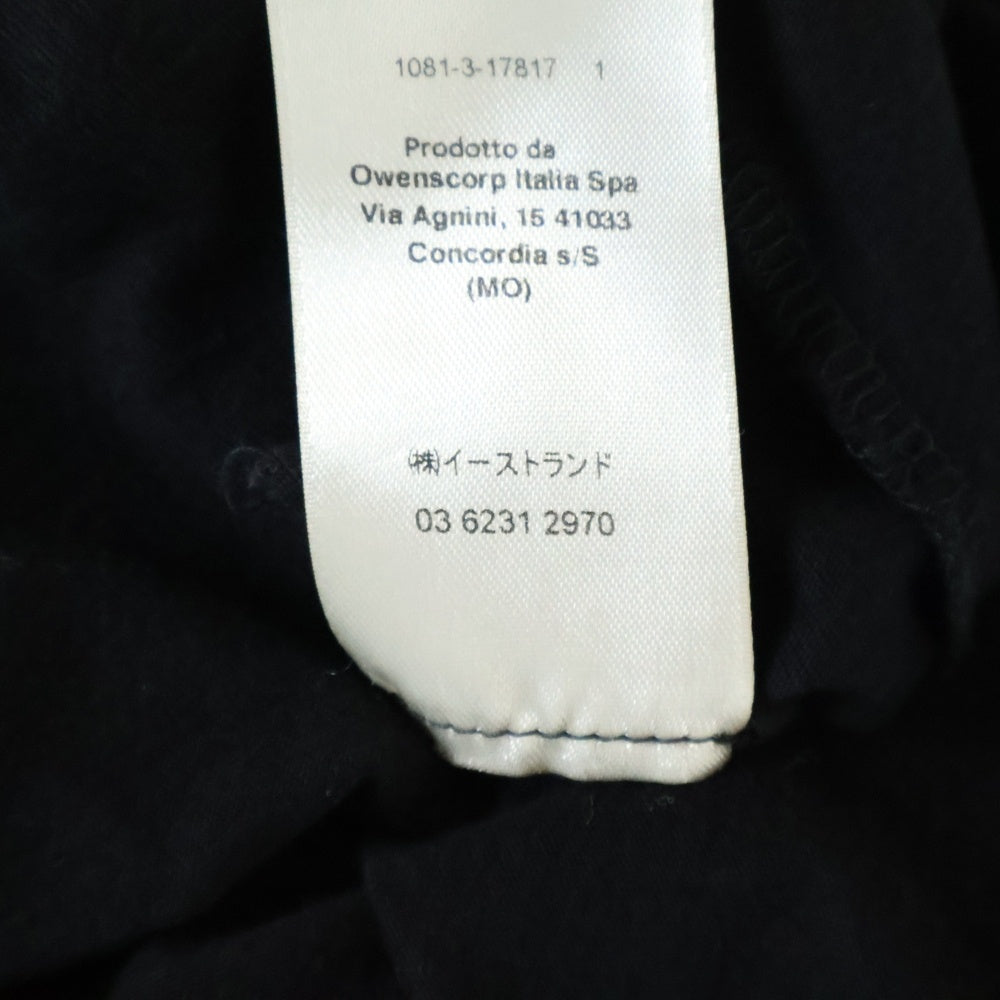 1081-3-17817 1
Prodotto da
Owenscorp Italia Spa
Via Agnini, 15 41033
Concordia s/S
(MO)
㈱イーストランド
03 6231 2970